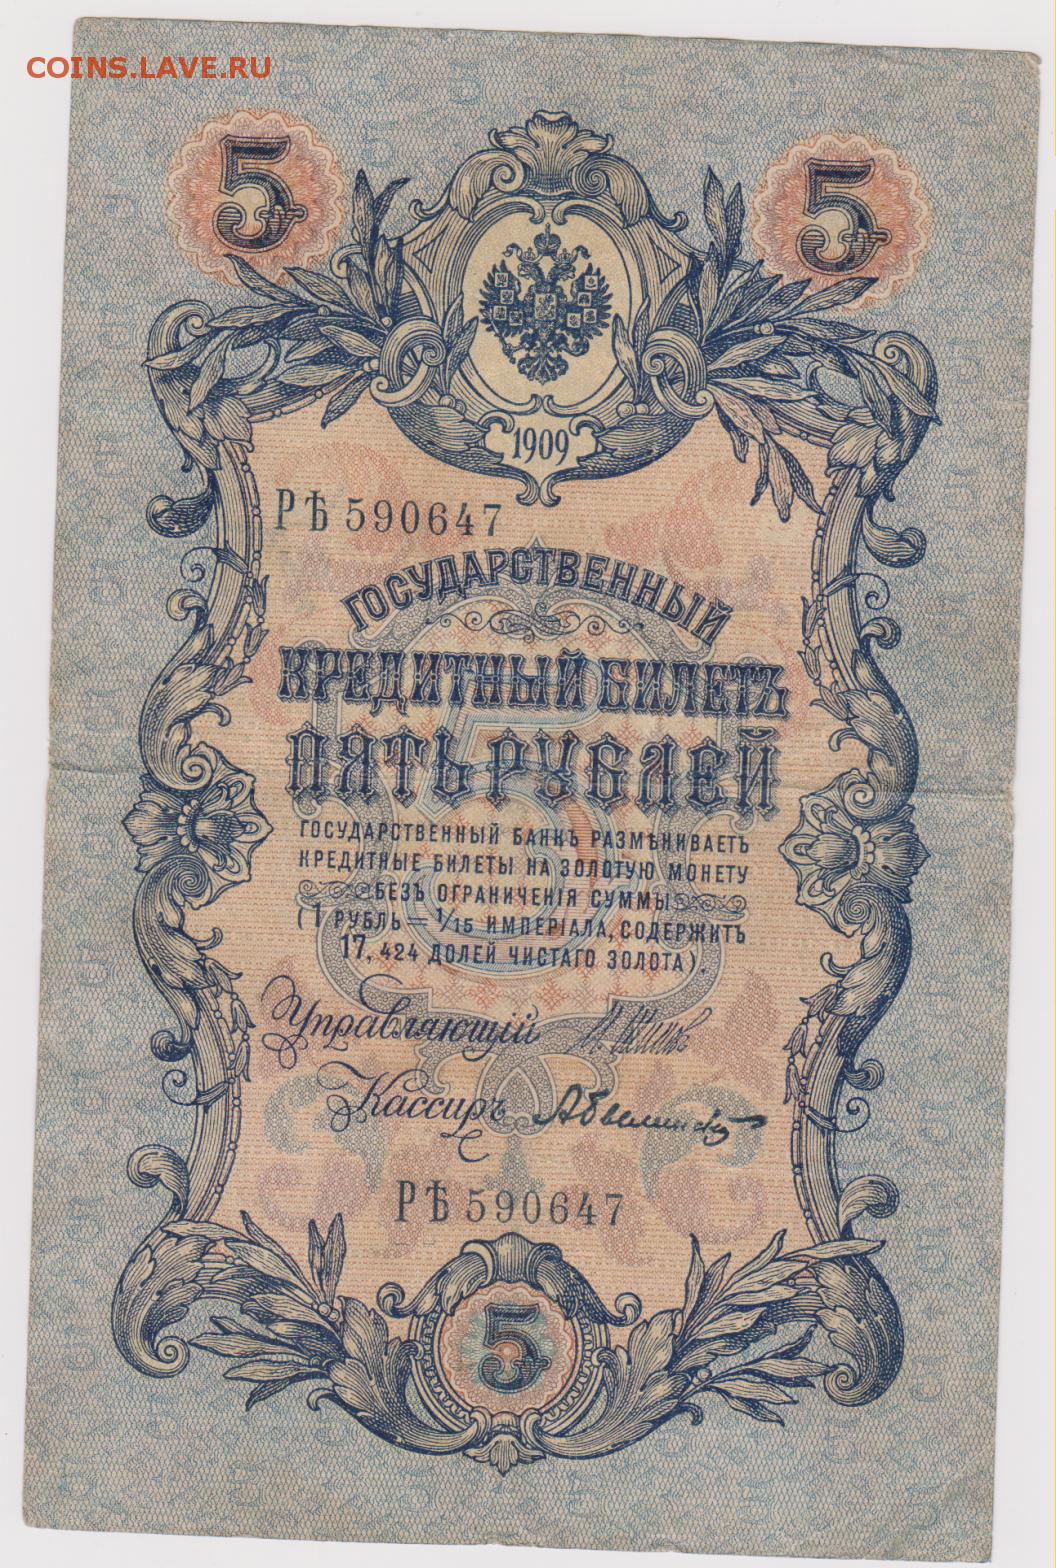 COINS.LAVE.RU
5 5
1909
РѢ 590647
ГОСУДАРСТВЕННЫЙ
КРЕДИТНЫЙ БИЛЕТЪ
ПЯТЬ РУБЛЕЙ
ГОСУДАРСТВЕННЫЙ БАНКЪ РАЗМѢНИВАЕТЪ
КРЕДИТНЫЕ БИЛЕТЫ НА ЗОЛОТУЮ МОНЕТУ
БЕЗЪ ОГРАНИЧЕНІЯ СУММЫ
(1 РУБЛЬ = 1/15 ИМПЕРІАЛА, СОДЕРЖИТЪ
17,424 ДОЛЕЙ ЧИСТАГО ЗОЛОТА).
Управляющій
Кассиръ
РѢ 590647
5